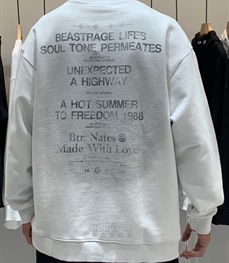 BEASTRAGE LIFES
SOUL TONE PERMEATES
UNEXPECTED
A HIGHWAY
A HOT SUMMER
TO FREEDOM 1986
Btr. Nates
Made With Love